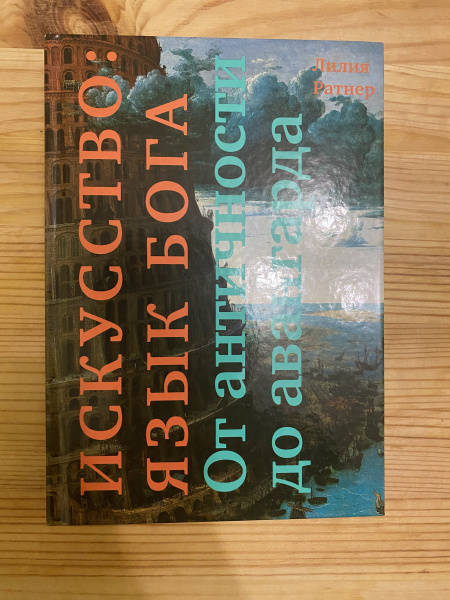 Лилия
Ратнер
ИСКУССТВО:
ЯЗЫК БОГА
От античности
до авангарда